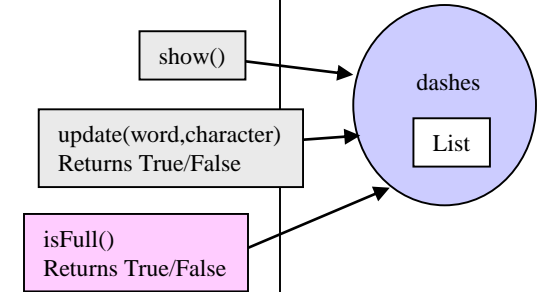 show()
dashes
update(word,character)
Returns True/False
List
isFull()
Returns True/False